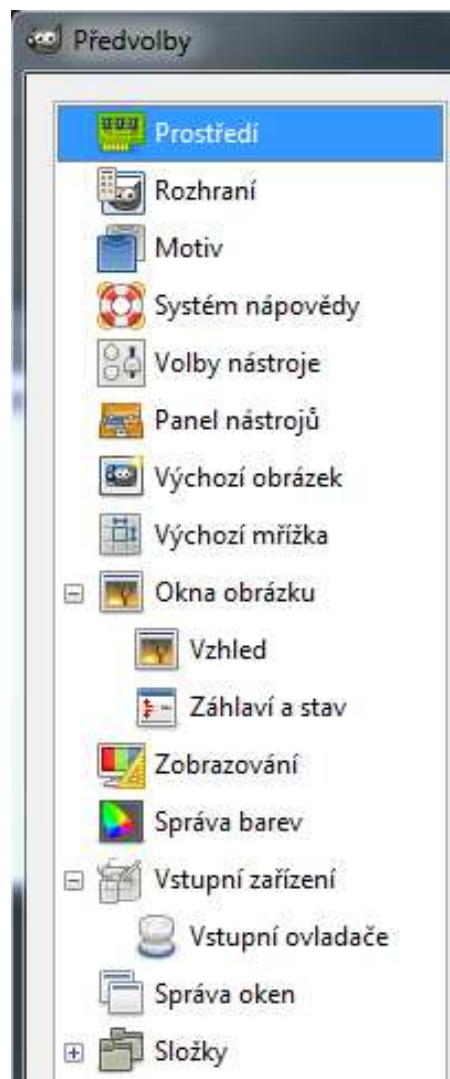 Předvolby
Prostředí
Rozhraní
Motiv
Systém nápovědy
Volby nástroje
Panel nástrojů
Výchozí obrázek
Výchozí mřížka
Okna obrázku
Vzhled
Záhlaví a stav
Zobrazování
Správa barev
Vstupní zařízení
Vstupní ovladače
Správa oken
Složky